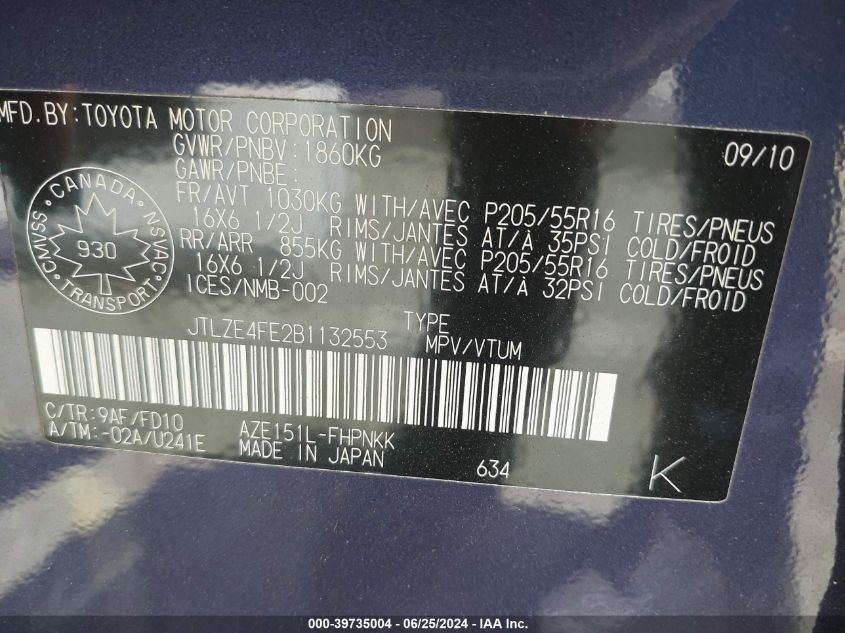 MFD.BY:TOYOTA MOTOR CORPORATION 09/10
GVWR/PNBV:1860KG
GAWR/PNBE:
FR/AVT 1030KG WITH/AVEC P205/55R16 TIRES/PNEUS
16X6 1/2J RIMS/JANTES AT/À 35PSI COLD/FROID
RR/ARR 855KG WITH/AVEC P205/55R16 TIRES/PNEUS
16X6 1/2J RIMS/JANTES AT/À 32PSI COLD/FROID
ICES/NMB-002
CANADA
CMVSS 930 NSVAC
TRANSPORT
JTLZE4FE2B1132553 TYPE
MPV/VTUM
C/TR:9AF/FD10 AZE151L-FHPNKK
A/TM:-02A/U241E MADE IN JAPAN 634 K
000-39735004 - 06/25/2024 - IAA Inc.